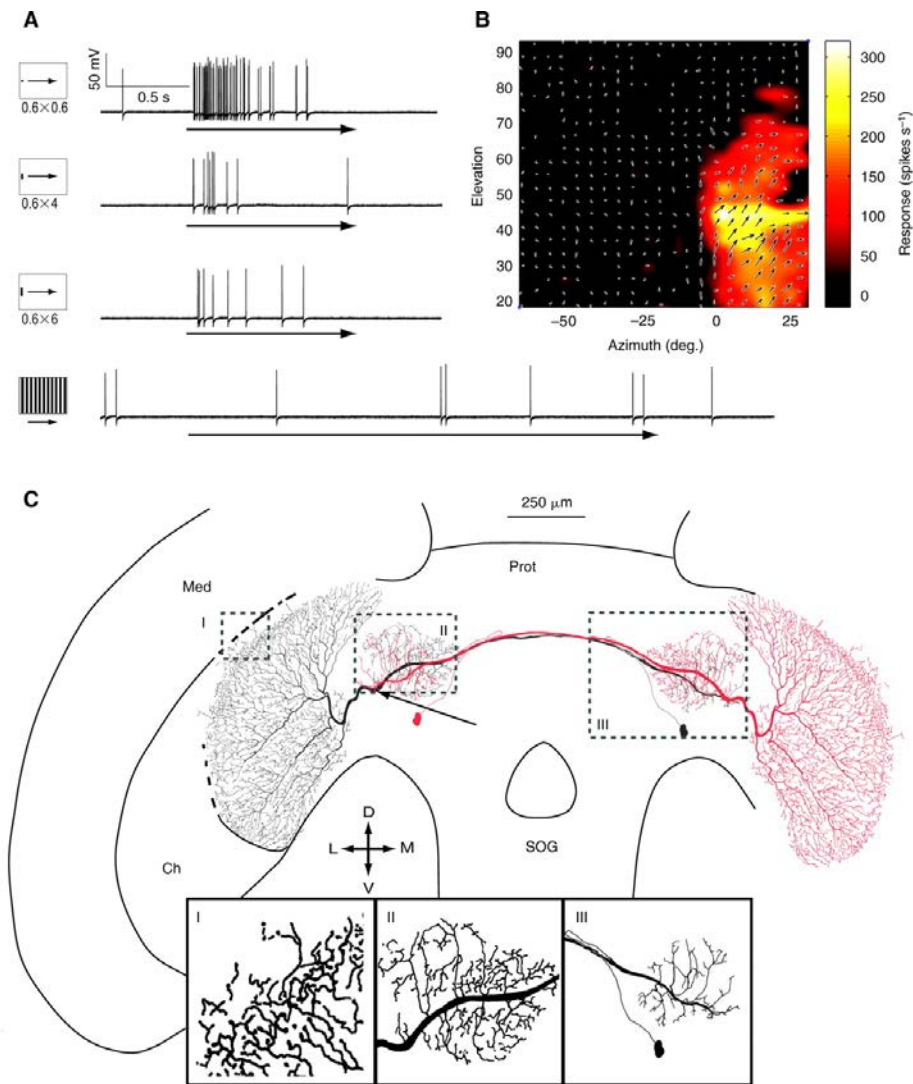 A
50 mV
0.5 s
0.6×0.6
0.6×4
0.6×6
B
Elevation
90
80
70
60
50
40
30
20
−50
−25
0
25
Azimuth (deg.)
300
250
200
150
100
50
0
Response (spikes s⁻¹)
C
250 μm
Med
Prot
I
II
III
D
L M
V
Ch
SOG
I
II
III